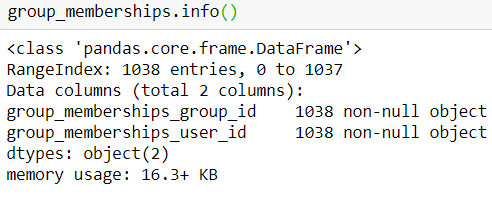 group_memberships.info()
<class 'pandas.core.frame.DataFrame'>
RangeIndex: 1038 entries, 0 to 1037
Data columns (total 2 columns):
group_memberships_group_id    1038 non-null object
group_memberships_user_id     1038 non-null object
dtypes: object(2)
memory usage: 16.3+ KB